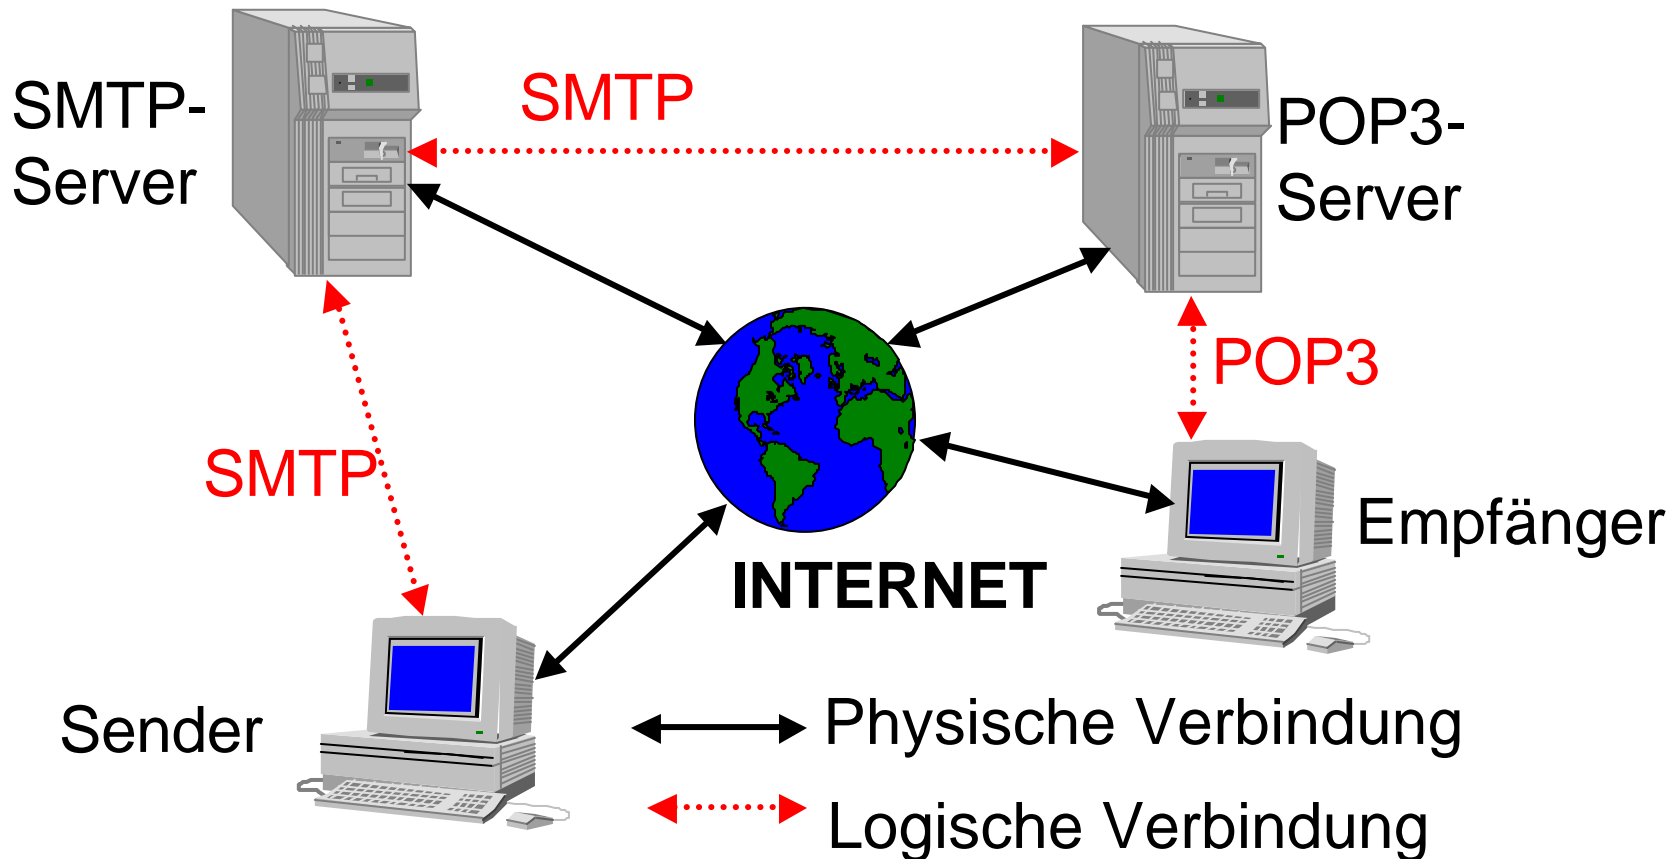 SMTP-
Server
SMTP
POP3-
Server
POP3
SMTP
Empfänger
INTERNET
Sender
Physische Verbindung
Logische Verbindung